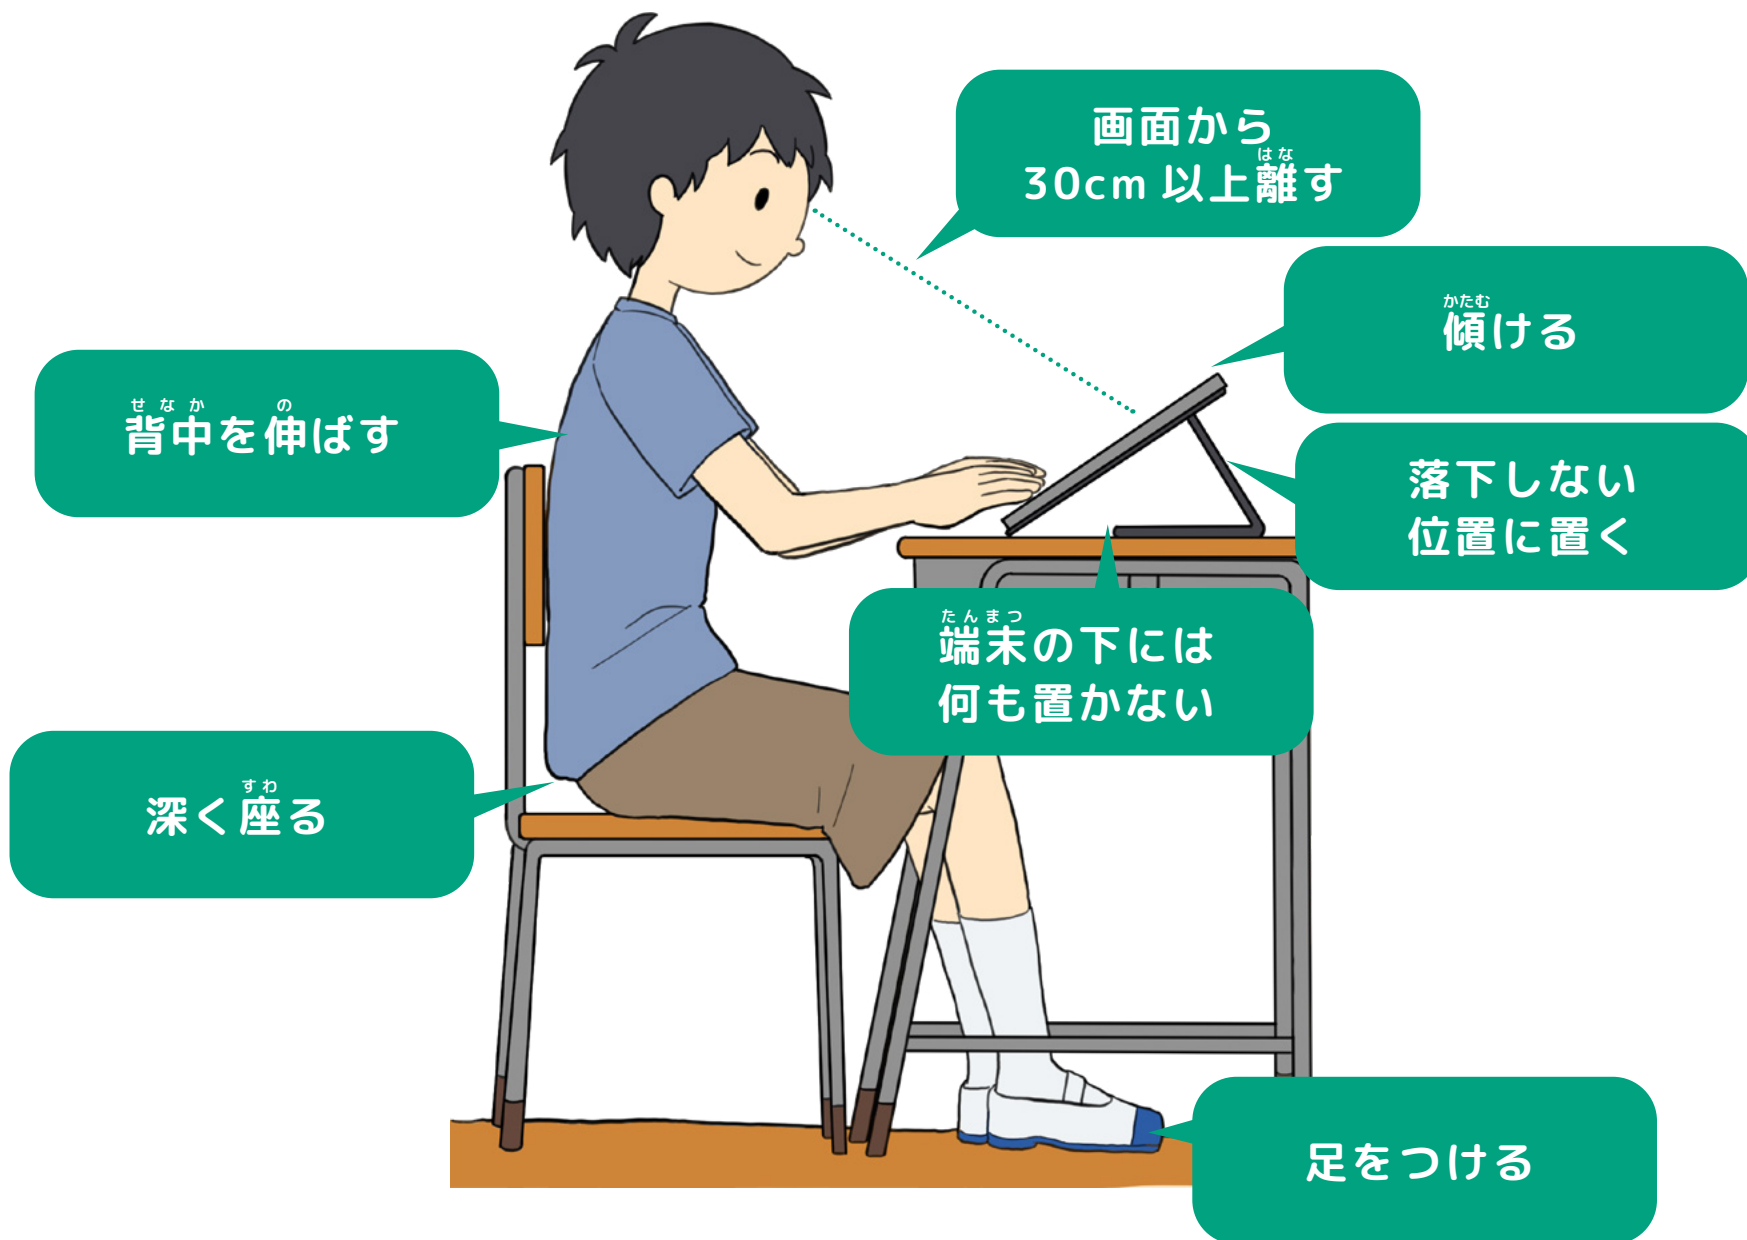 画面から
30cm 以上離す
はな
かたむ
傾ける
せなか の
背中を伸ばす
落下しない
位置に置く
たんまつ
端末の下には
何も置かない
すわ
深く座る
足をつける